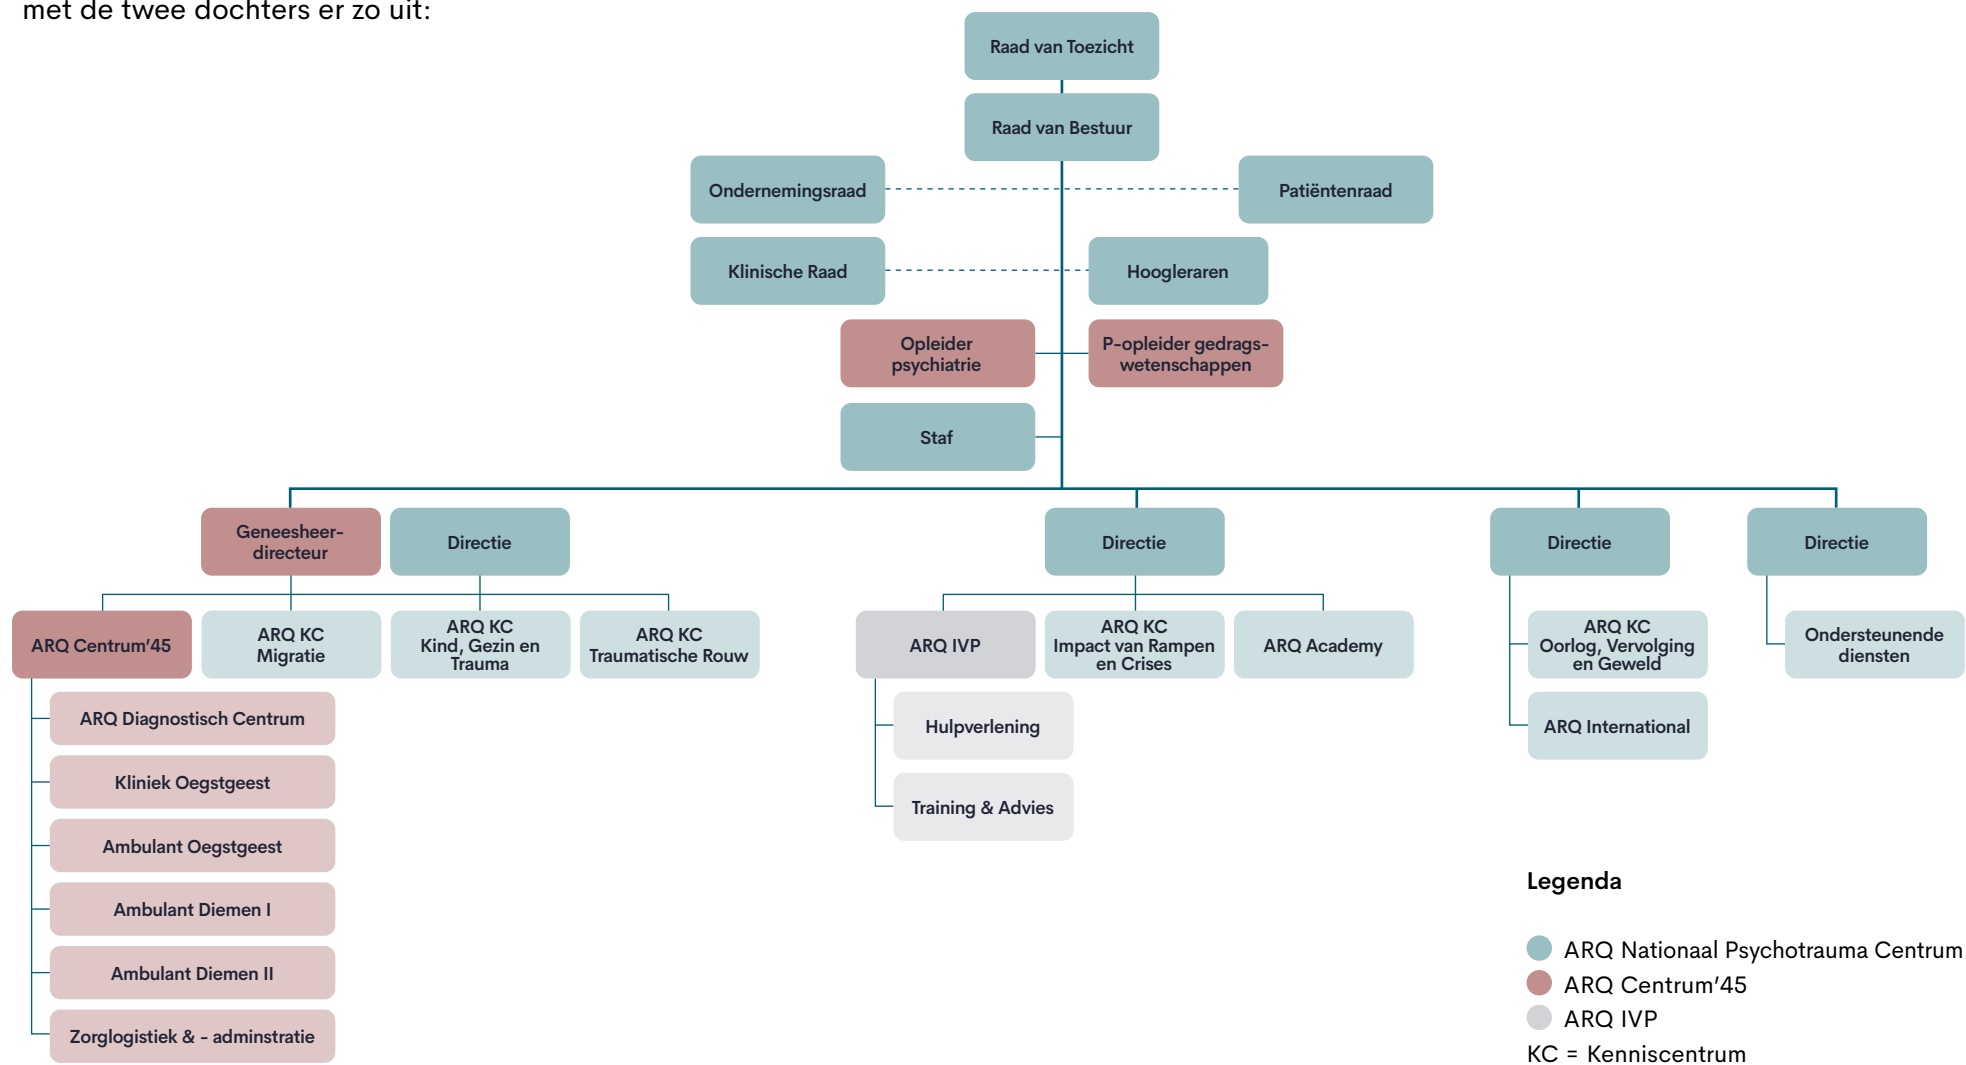 met de twee dochters er zo uit:
Raad van Toezicht
Raad van Bestuur
Ondernemingsraad
Patiëntenraad
Klinische Raad
Hoogleraren
Opleider
psychiatrie
P-opleider gedrags-
wetenschappen
Staf
Geneesheer-
directeur
Directie
Directie
Directie
Directie
ARQ Centrum'45
ARQ KC
Migratie
ARQ KC
Kind, Gezin en
Trauma
ARQ KC
Traumatische Rouw
ARQ IVP
ARQ KC
Impact van Rampen
en Crises
ARQ Academy
ARQ KC
Oorlog, Vervolging
en Geweld
Ondersteunende
diensten
ARQ Diagnostisch Centrum
Kliniek Oegstgeest
Ambulant Oegstgeest
Ambulant Diemen I
Ambulant Diemen II
Zorglogistiek & - adminstratie
Hulpverlening
Training & Advies
ARQ International
Legenda
ARQ Nationaal Psychotrauma Centrum
ARQ Centrum'45
ARQ IVP
KC = Kenniscentrum